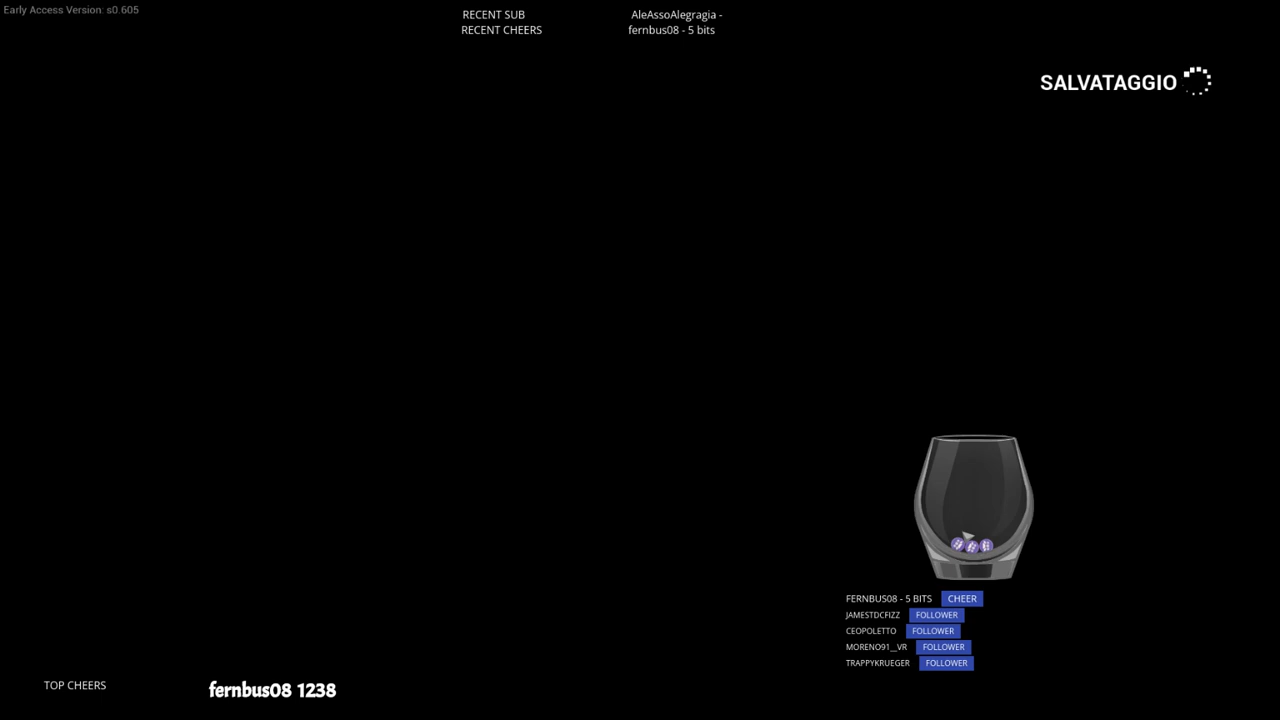 Early Access Version: s0.605
RECENT SUB AleAssoAlegragia -
RECENT CHEERS fernbus08 - 5 bits
SALVATAGGIO
FERNBUS08 - 5 BITS CHEER
JAMESTDCFIZZ FOLLOWER
CEOPOLETTO FOLLOWER
MORENO91__VR FOLLOWER
TRAPPYKRUEGER FOLLOWER
TOP CHEERS fernbus08 1238